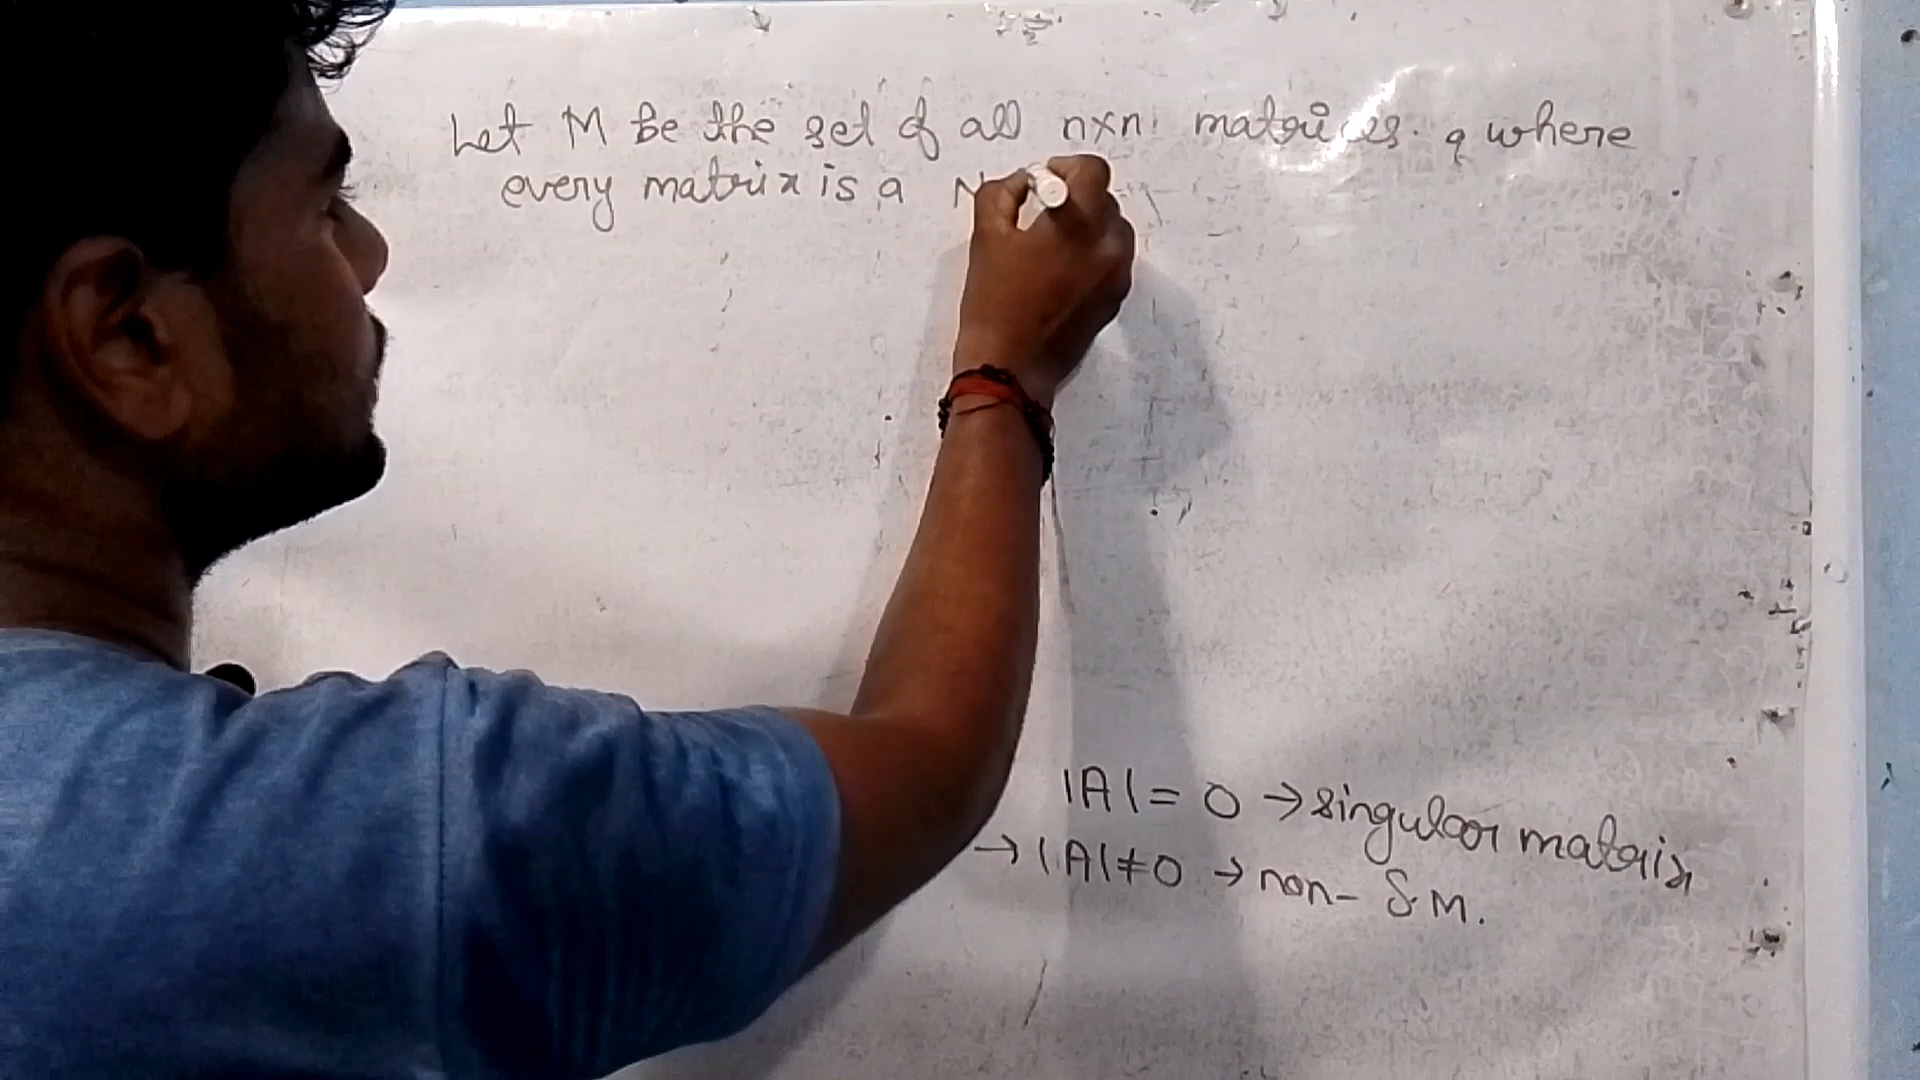 Let M be the set of all n×n matrices. q where
every matrix is a N
|A| = 0 → singular matrix
→ |A| ≠ 0 → non- S.M.